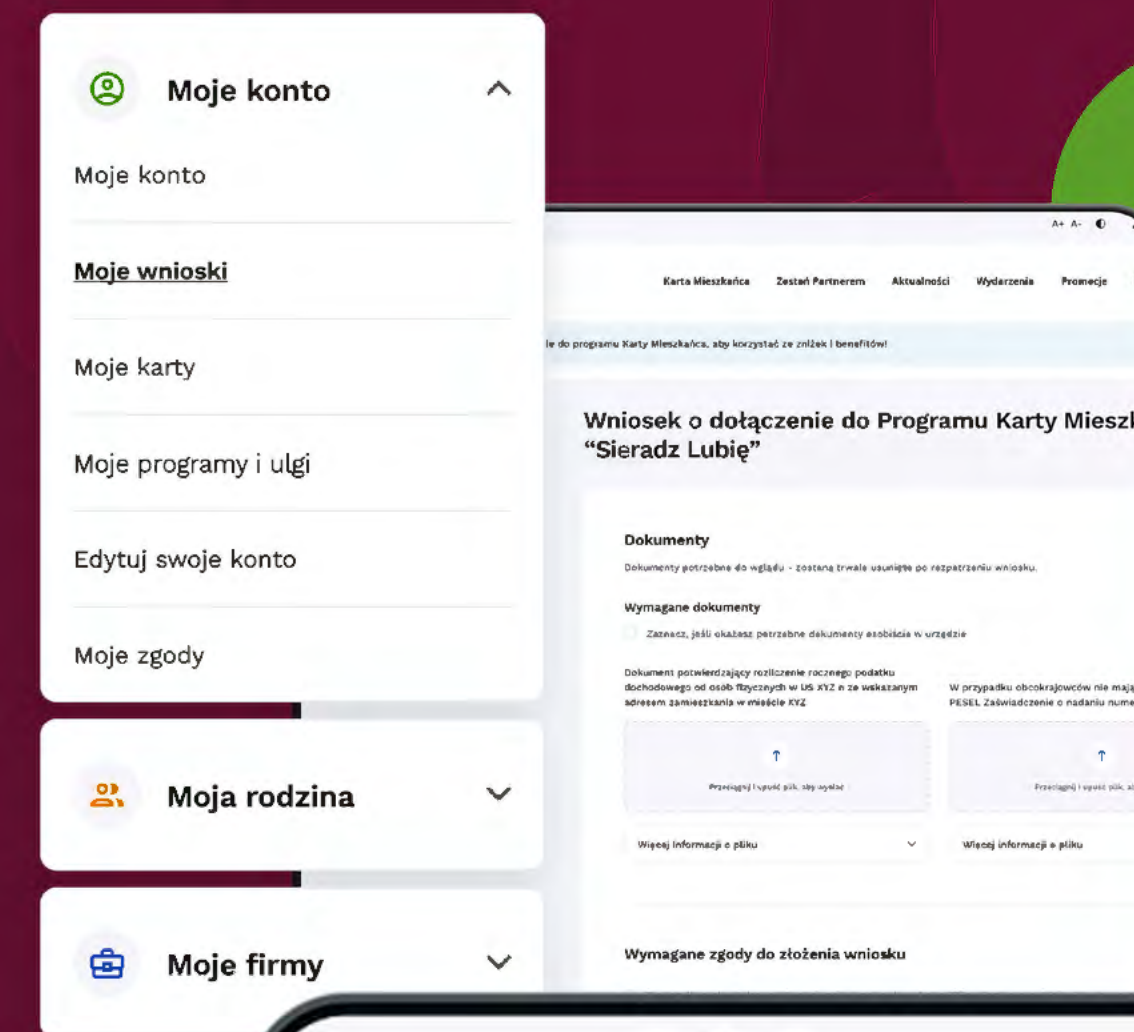 Moje konto
Moje konto
Moje wnioski
Moje karty
Moje programy i ulgi
Edytuj swoje konto
Moje zgody
Moja rodzina
Moje firmy
A+ A-
Karta Mieszkańca Zostań Partnerem Aktualności Wydarzenia Promocje
le do programu Karty Mieszkańca, aby korzystać ze zniżek i benefitów!
Wniosek o dołączenie do Programu Karty Miesz
“Sieradz Lubię”
Dokumenty
Dokumenty potrzebne do wglądu - zostaną trwale usunięte po rozpatrzeniu wniosku.
Wymagane dokumenty
Zaznacz, jeśli okażesz potrzebne dokumenty osobiście w urzędzie
Dokument potwierdzający rozliczenie rocznego podatku
dochodowego od osób fizycznych w US XYZ n ze wskazanym
adresem zamieszkania w mieście XYZ
W przypadku obcokrajowców nie mają
PESEL Zaświadczenie o nadaniu nume
Przeciągnij i upuść plik, aby wysłać
Przeciągnij i upuść plik, a
Więcej informacji o pliku
Więcej informacji o pliku
Wymagane zgody do złożenia wniosku